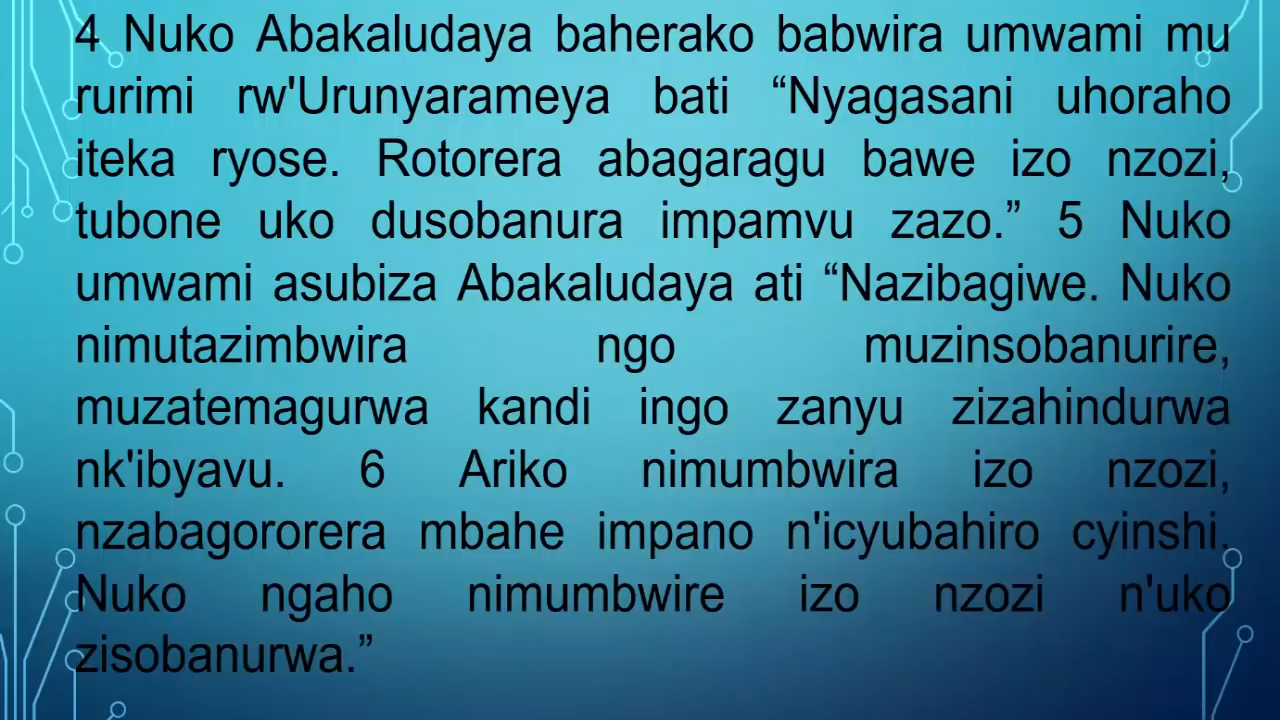 4 Nuko Abakaludaya baherako babwira umwami mu
rurimi rw'Urunyarameya bati “Nyagasani uhoraho
iteka ryose. Rotorera abagaragu bawe izo nzozi,
tubone uko dusobanura impamvu zazo.” 5 Nuko
umwami asubiza Abakaludaya ati “Nazibagiwe. Nuko
nimutazimbwira ngo muzinsobanurire,
muzatemagurwa kandi ingo zanyu zizahindurwa
nk'ibyavu. 6 Ariko nimumbwira izo nzozi,
nzabagororera mbahe impano n'icyubahiro cyinshi.
Nuko ngaho nimumbwire izo nzozi n'uko
zisobanurwa.”